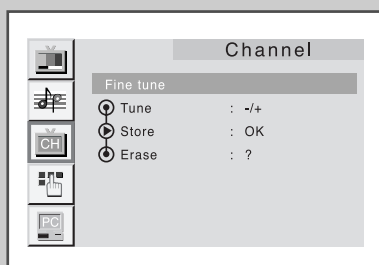 Channel
Fine tune
Tune : -/+
Store : OK
CH
Erase : ?
PC